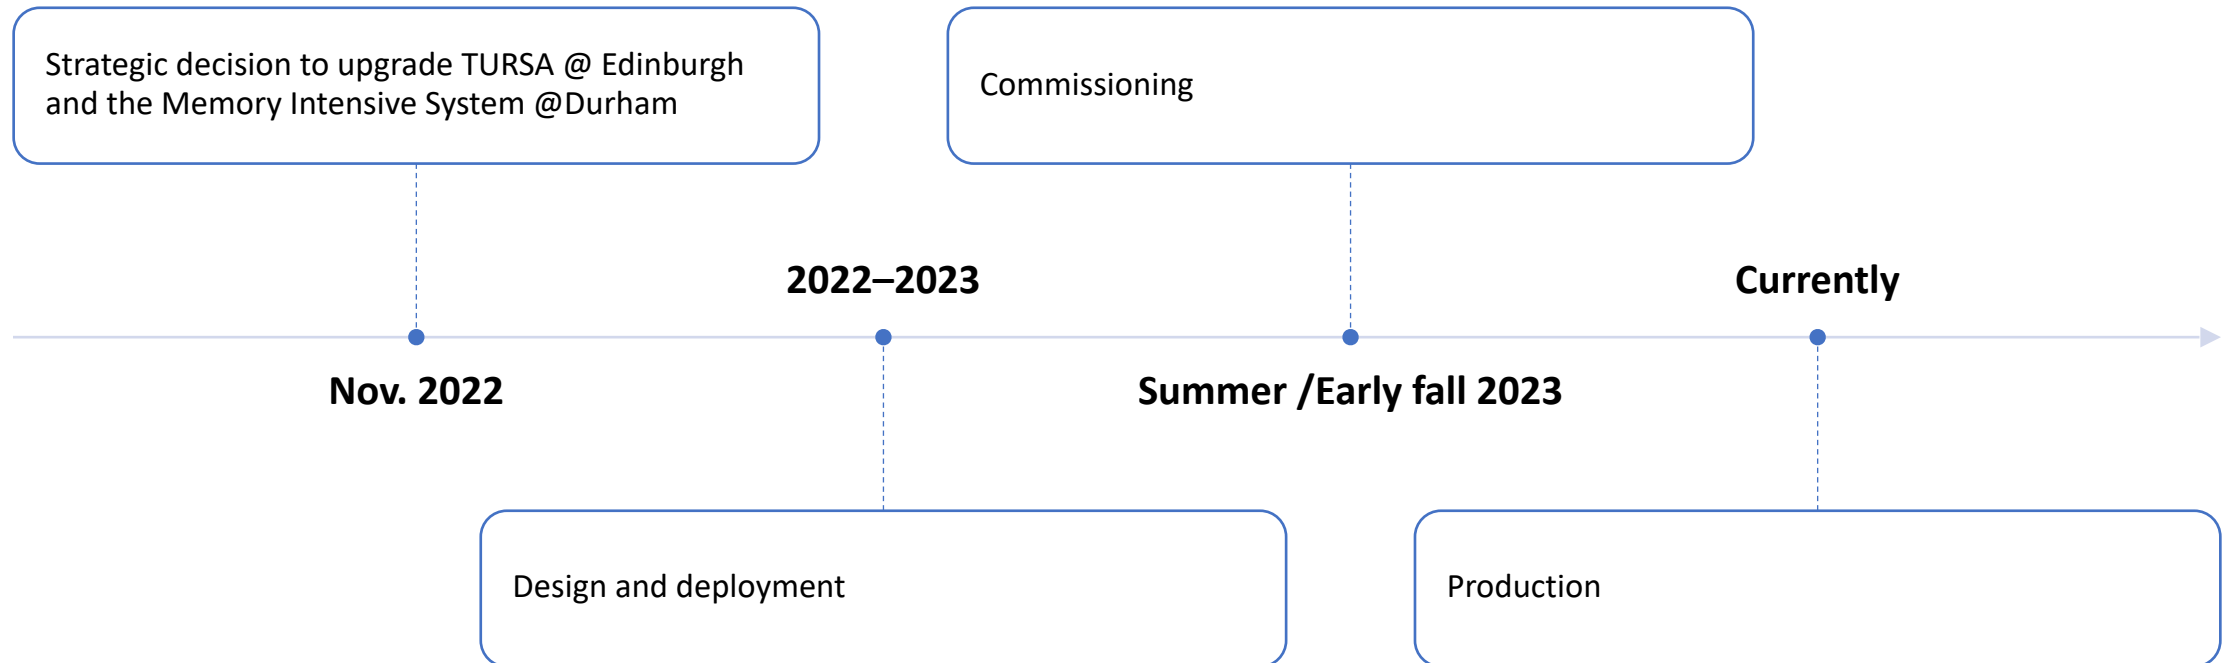 Strategic decision to upgrade TURSA @ Edinburgh
and the Memory Intensive System @Durham
Commissioning
2022–2023
Currently
Nov. 2022
Summer /Early fall 2023
Design and deployment
Production